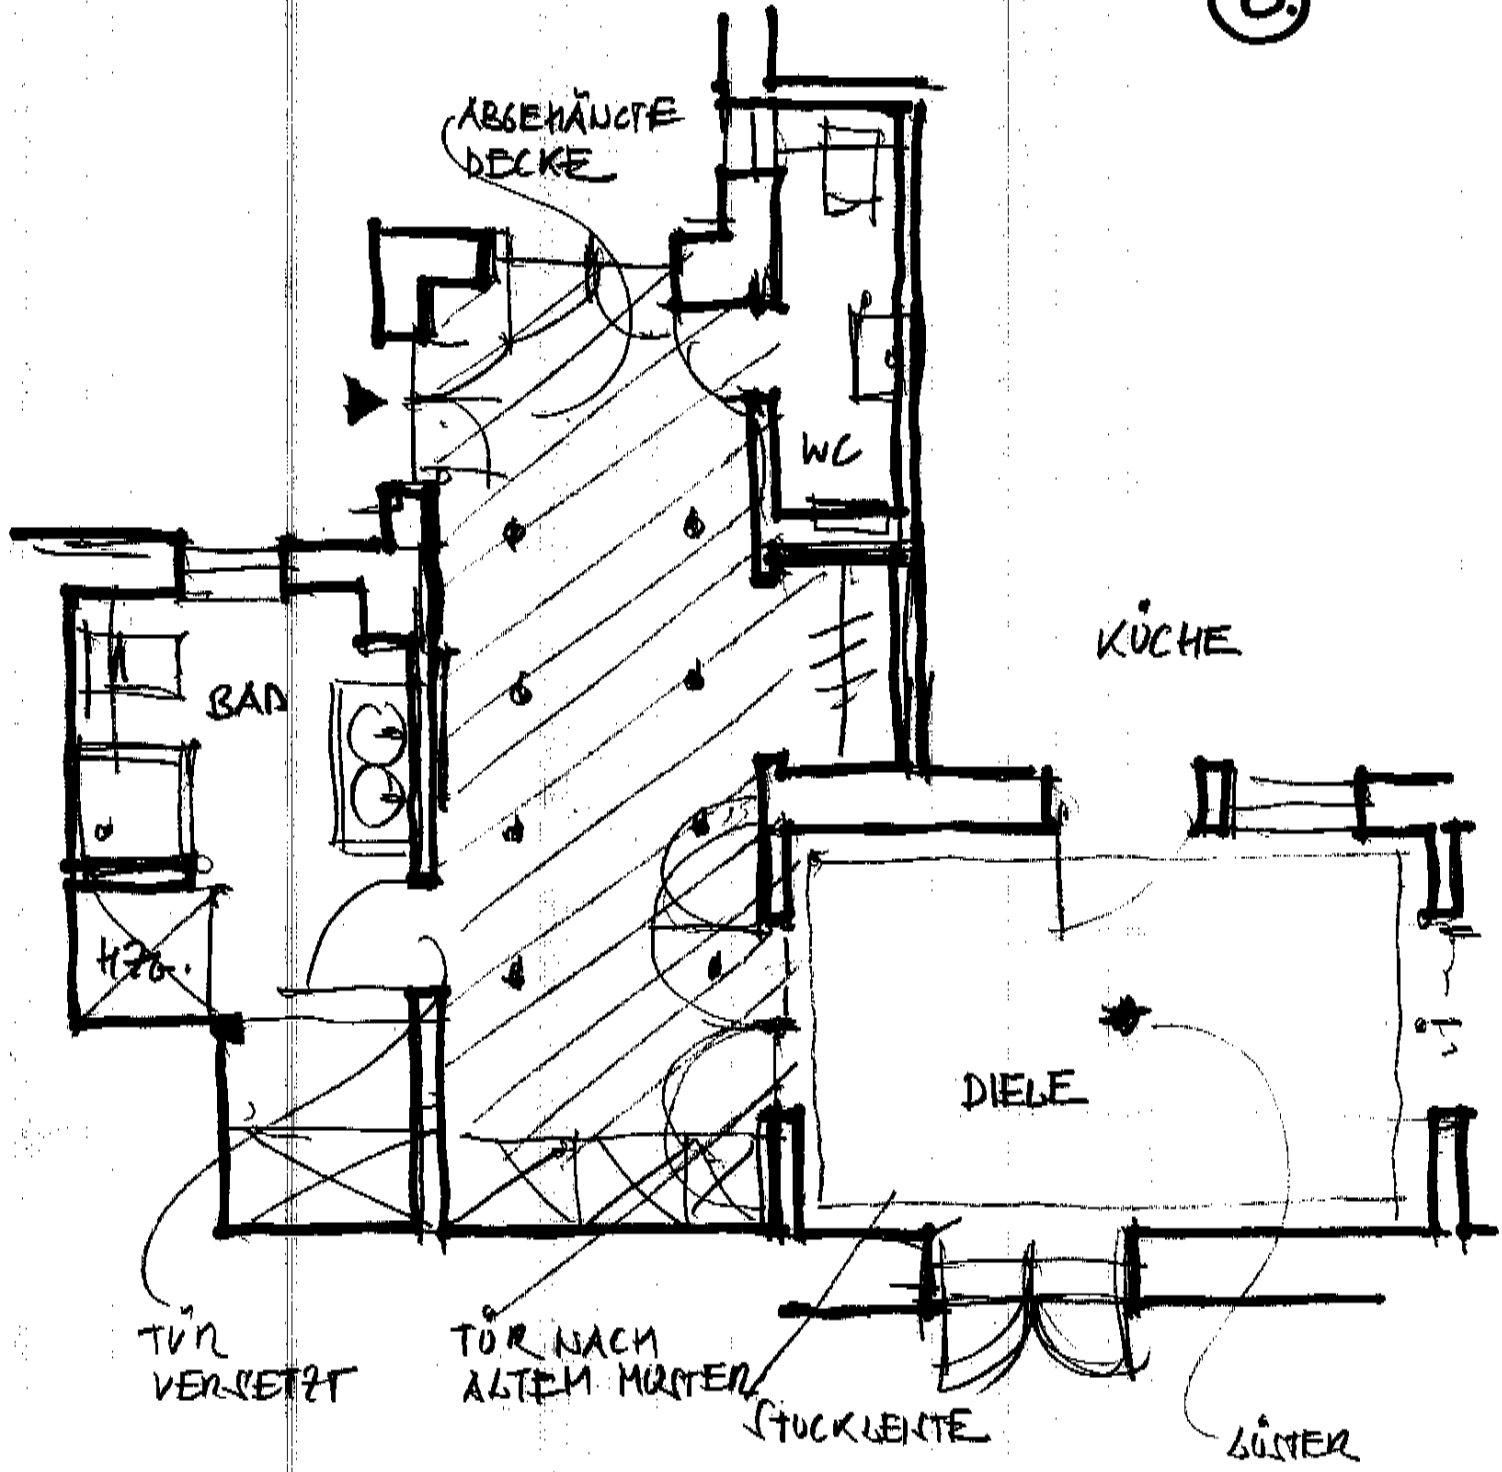 ABGEHÄNGTE
DECKE
WC
KÜCHE
BAD
HZG.
DIELE
TÜR
VERSETZT
TÜR NACH
ALTEM MUSTER
STUCKLEISTE
LÜSTER